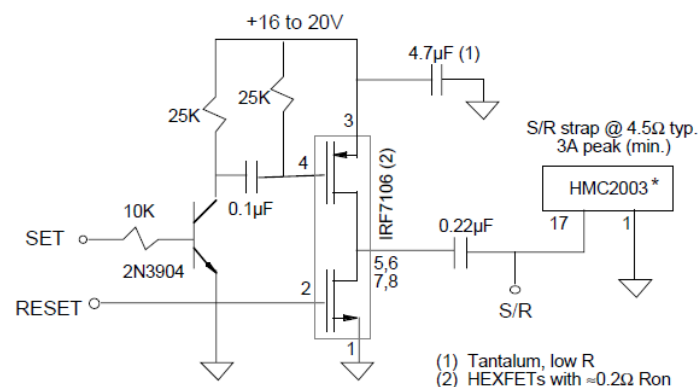 +16 to 20V
4.7µF (1)
25K
25K
3
S/R strap @ 4.5Ω typ.
3A peak (min.)
4
IRF7106 (2)
HMC2003*
0.1µF
10K
0.22µF
17
1
SET
2N3904
5,6
7,8
2
RESET
S/R
1
(1) Tantalum, low R
(2) HEXFETs with ≈0.2Ω Ron